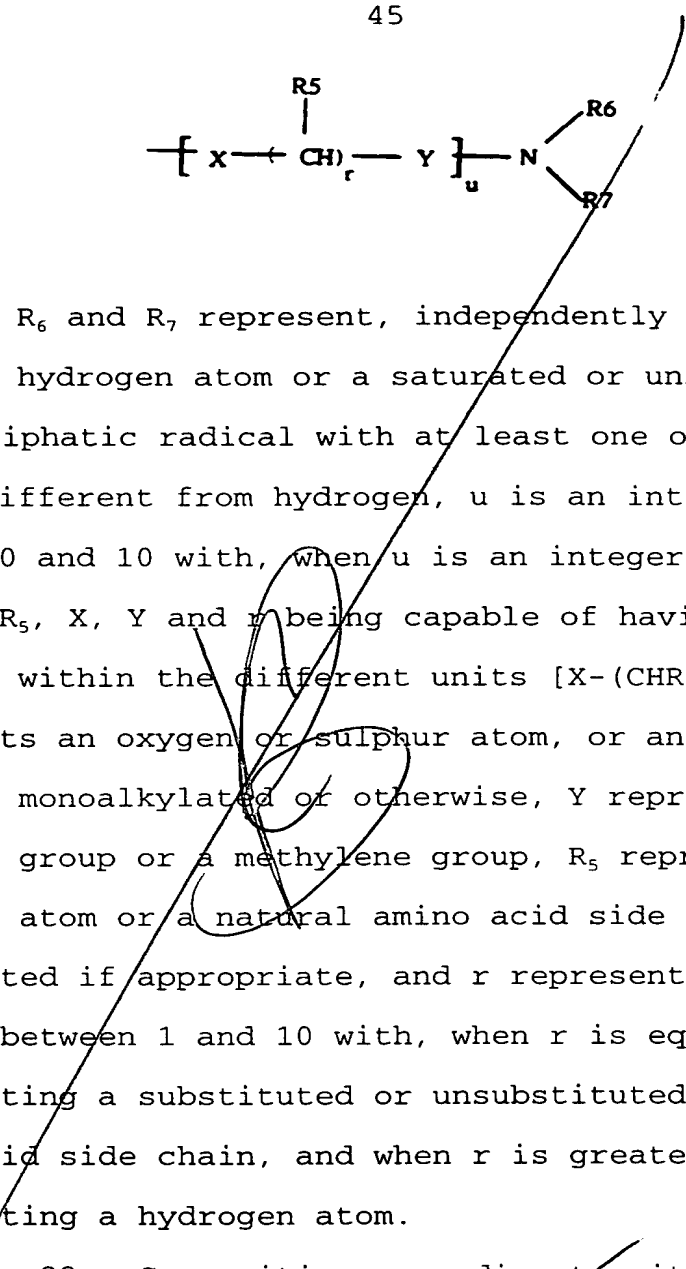 45
R5
R6
[ X—( CH)r — Y ]u — N
R7
R₆ and R₇ represent, independently
hydrogen atom or a saturated or un
iphatic radical with at least one o
ifferent from hydrogen, u is an int
0 and 10 with, when u is an integer
R₅, X, Y and r being capable of havi
within the different units [X-(CHR
ts an oxygen or sulphur atom, or an
monoalkylated or otherwise, Y repr
group or a methylene group, R₅ repr
atom or a natural amino acid side
ted if appropriate, and r represent
between 1 and 10 with, when r is eq
ting a substituted or unsubstituted
id side chain, and when r is greate
ting a hydrogen atom.